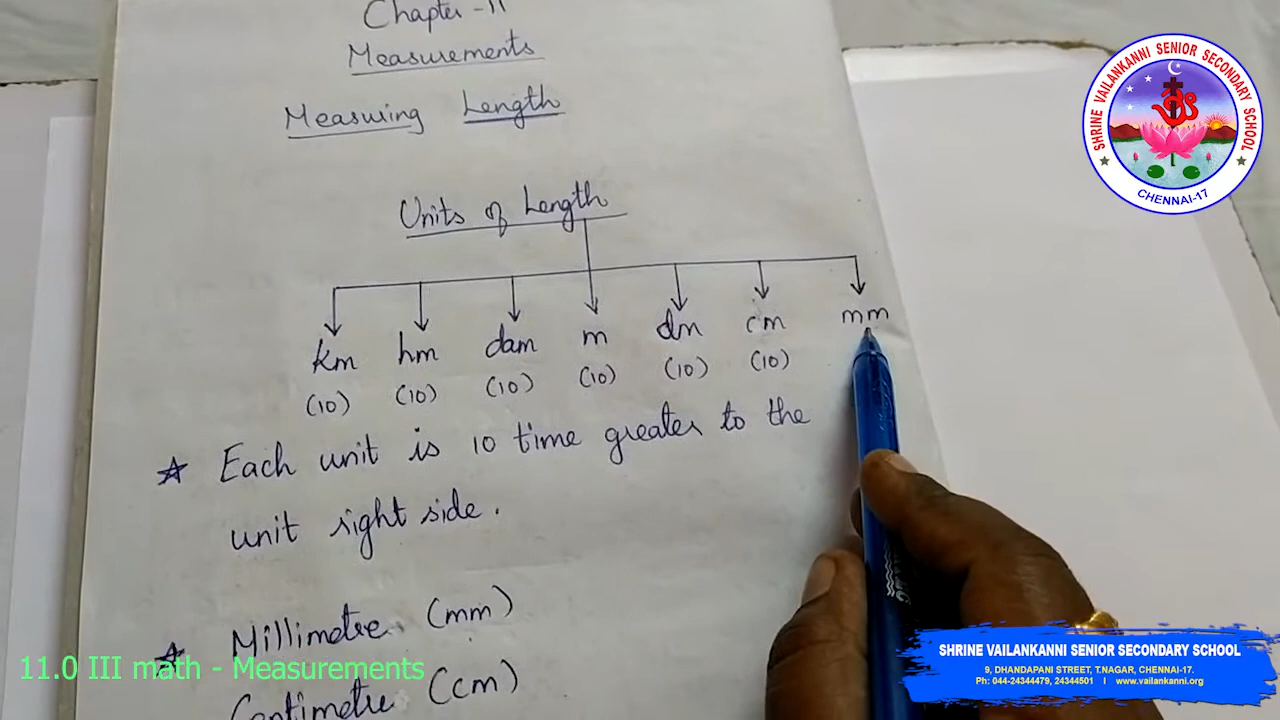 Chapter - 11
Measurements
Measuring Length
Units of Length
km hm dam m dm cm mm
(10) (10) (10) (10) (10) (10)
☆ Each unit is 10 time greater to the
unit right side.
☆ Millimetre (mm)
Centimetre (cm)
11.0 III math - Measurements
SHRINE VAILANKANNI SENIOR SECONDARY SCHOOL
CHENNAI-17
SHRINE VAILANKANNI SENIOR SECONDARY SCHOOL
9, DHANDAPANI STREET, T.NAGAR, CHENNAI-17.
Ph: 044-24344479, 24344501 I www.vailankanni.org